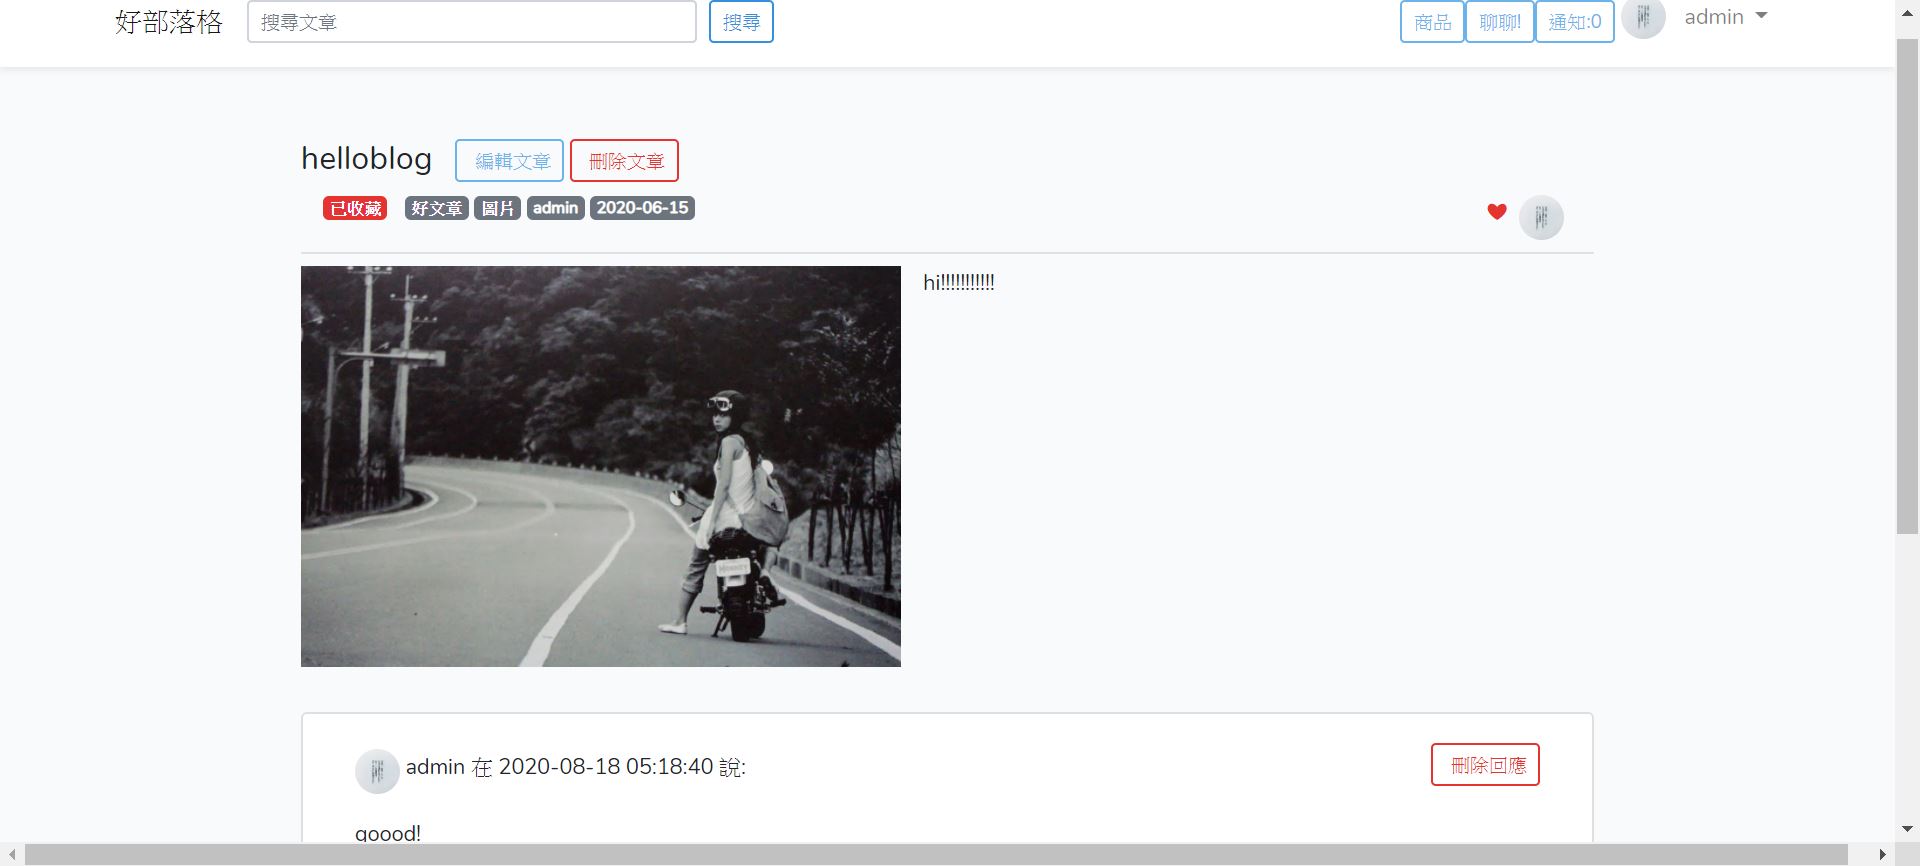 好部落格 搜尋文章 搜尋 商品 聊聊! 通知:0 admin
helloblog 編輯文章 刪除文章
已收藏 好文章 圖片 admin 2020-06-15
hi!!!!!!!!!!!
admin 在 2020-08-18 05:18:40 說: 刪除回應
goood!